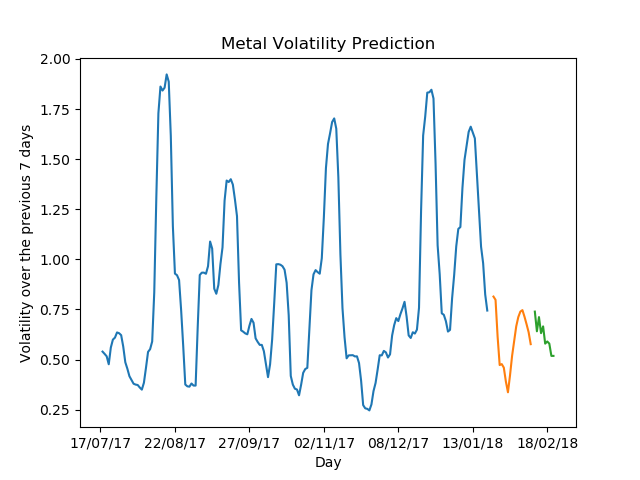 Metal Volatility Prediction
Volatility over the previous 7 days
2.00
1.75
1.50
1.25
1.00
0.75
0.50
0.25
17/07/17 22/08/17 27/09/17 02/11/17 08/12/17 13/01/18 18/02/18
Day